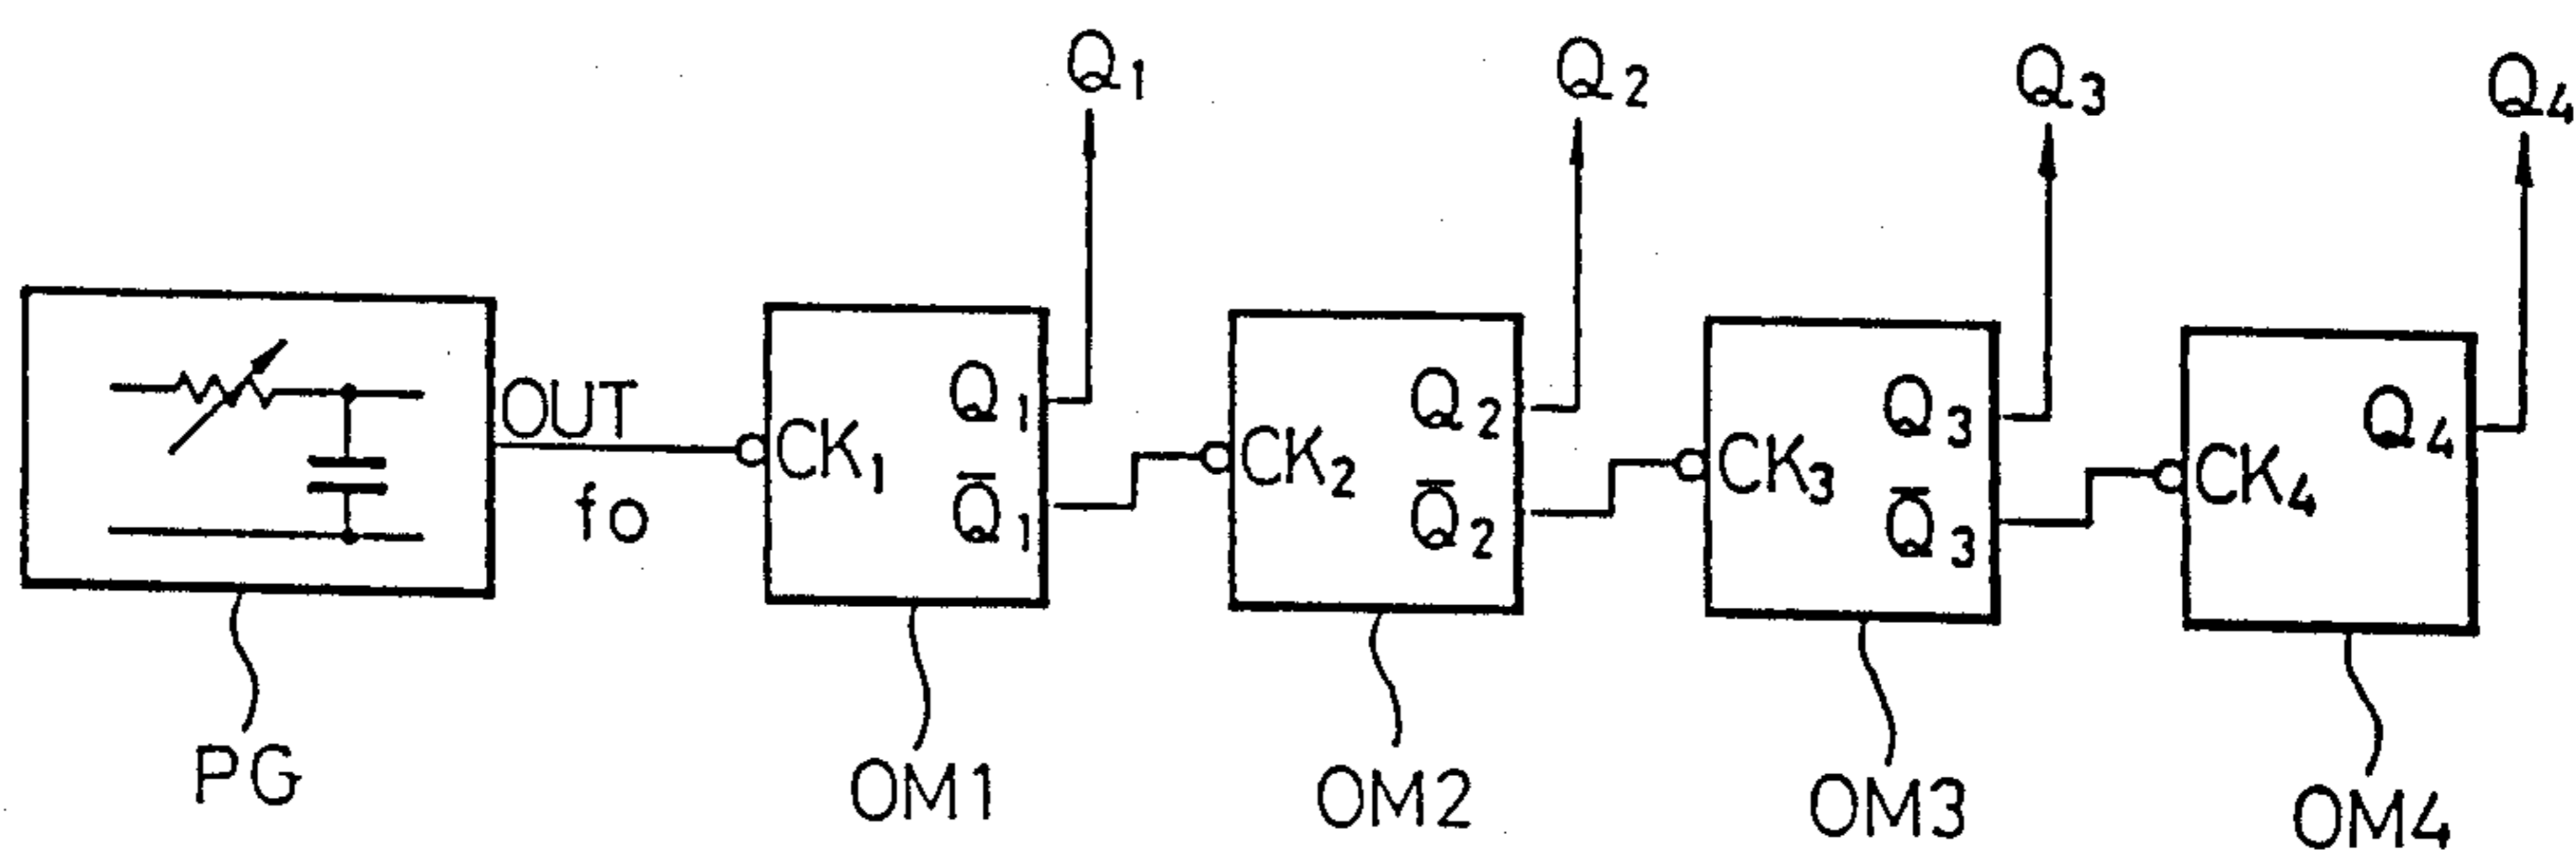 Q1 Q2 Q3 Q4
OUT
fo
CK1 Q1 Q̅1
CK2 Q2 Q̅2
CK3 Q3 Q̅3
CK4 Q4
PG OM1 OM2 OM3 OM4